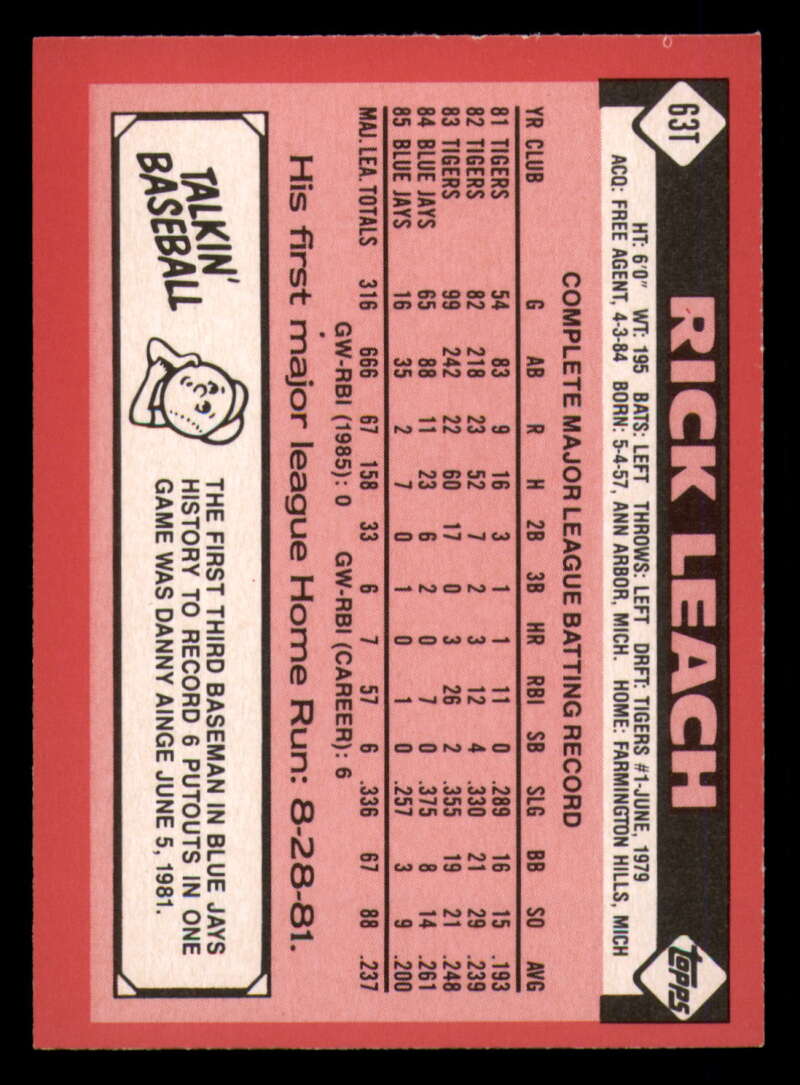 63T
RICK LEACH
topps
HT: 6'0" WT: 195 BATS: LEFT THROWS: LEFT DRFT: TIGERS #1-JUNE, 1979
ACQ: FREE AGENT, 4-3-84 BORN: 5-4-57, ANN ARBOR, MICH. HOME: FARMINGTON HILLS, MICH
COMPLETE MAJOR LEAGUE BATTING RECORD
YR CLUB G AB R H 2B 3B HR RBI SB SLG BB SO AVG
81 TIGERS 54 83 9 16 3 1 1 11 0 .289 16 15 .193
82 TIGERS 82 218 23 52 7 2 3 12 4 .330 21 29 .239
83 TIGERS 99 242 22 60 17 0 3 26 2 .355 19 21 .248
84 BLUE JAYS 65 88 11 23 6 2 0 7 0 .375 8 14 .261
85 BLUE JAYS 16 35 2 7 0 1 0 1 0 .257 3 9 .200
MAJ. LEA. TOTALS 316 666 67 158 33 6 7 57 6 .336 67 88 .237
GW-RBI (1985): 0 GW-RBI (CAREER): 6
His first major league Home Run: 8-28-81.
TALKIN'
BASEBALL
THE FIRST THIRD BASEMAN IN BLUE JAYS
HISTORY TO RECORD 6 PUTOUTS IN ONE
GAME WAS DANNY AINGE JUNE 5, 1981.